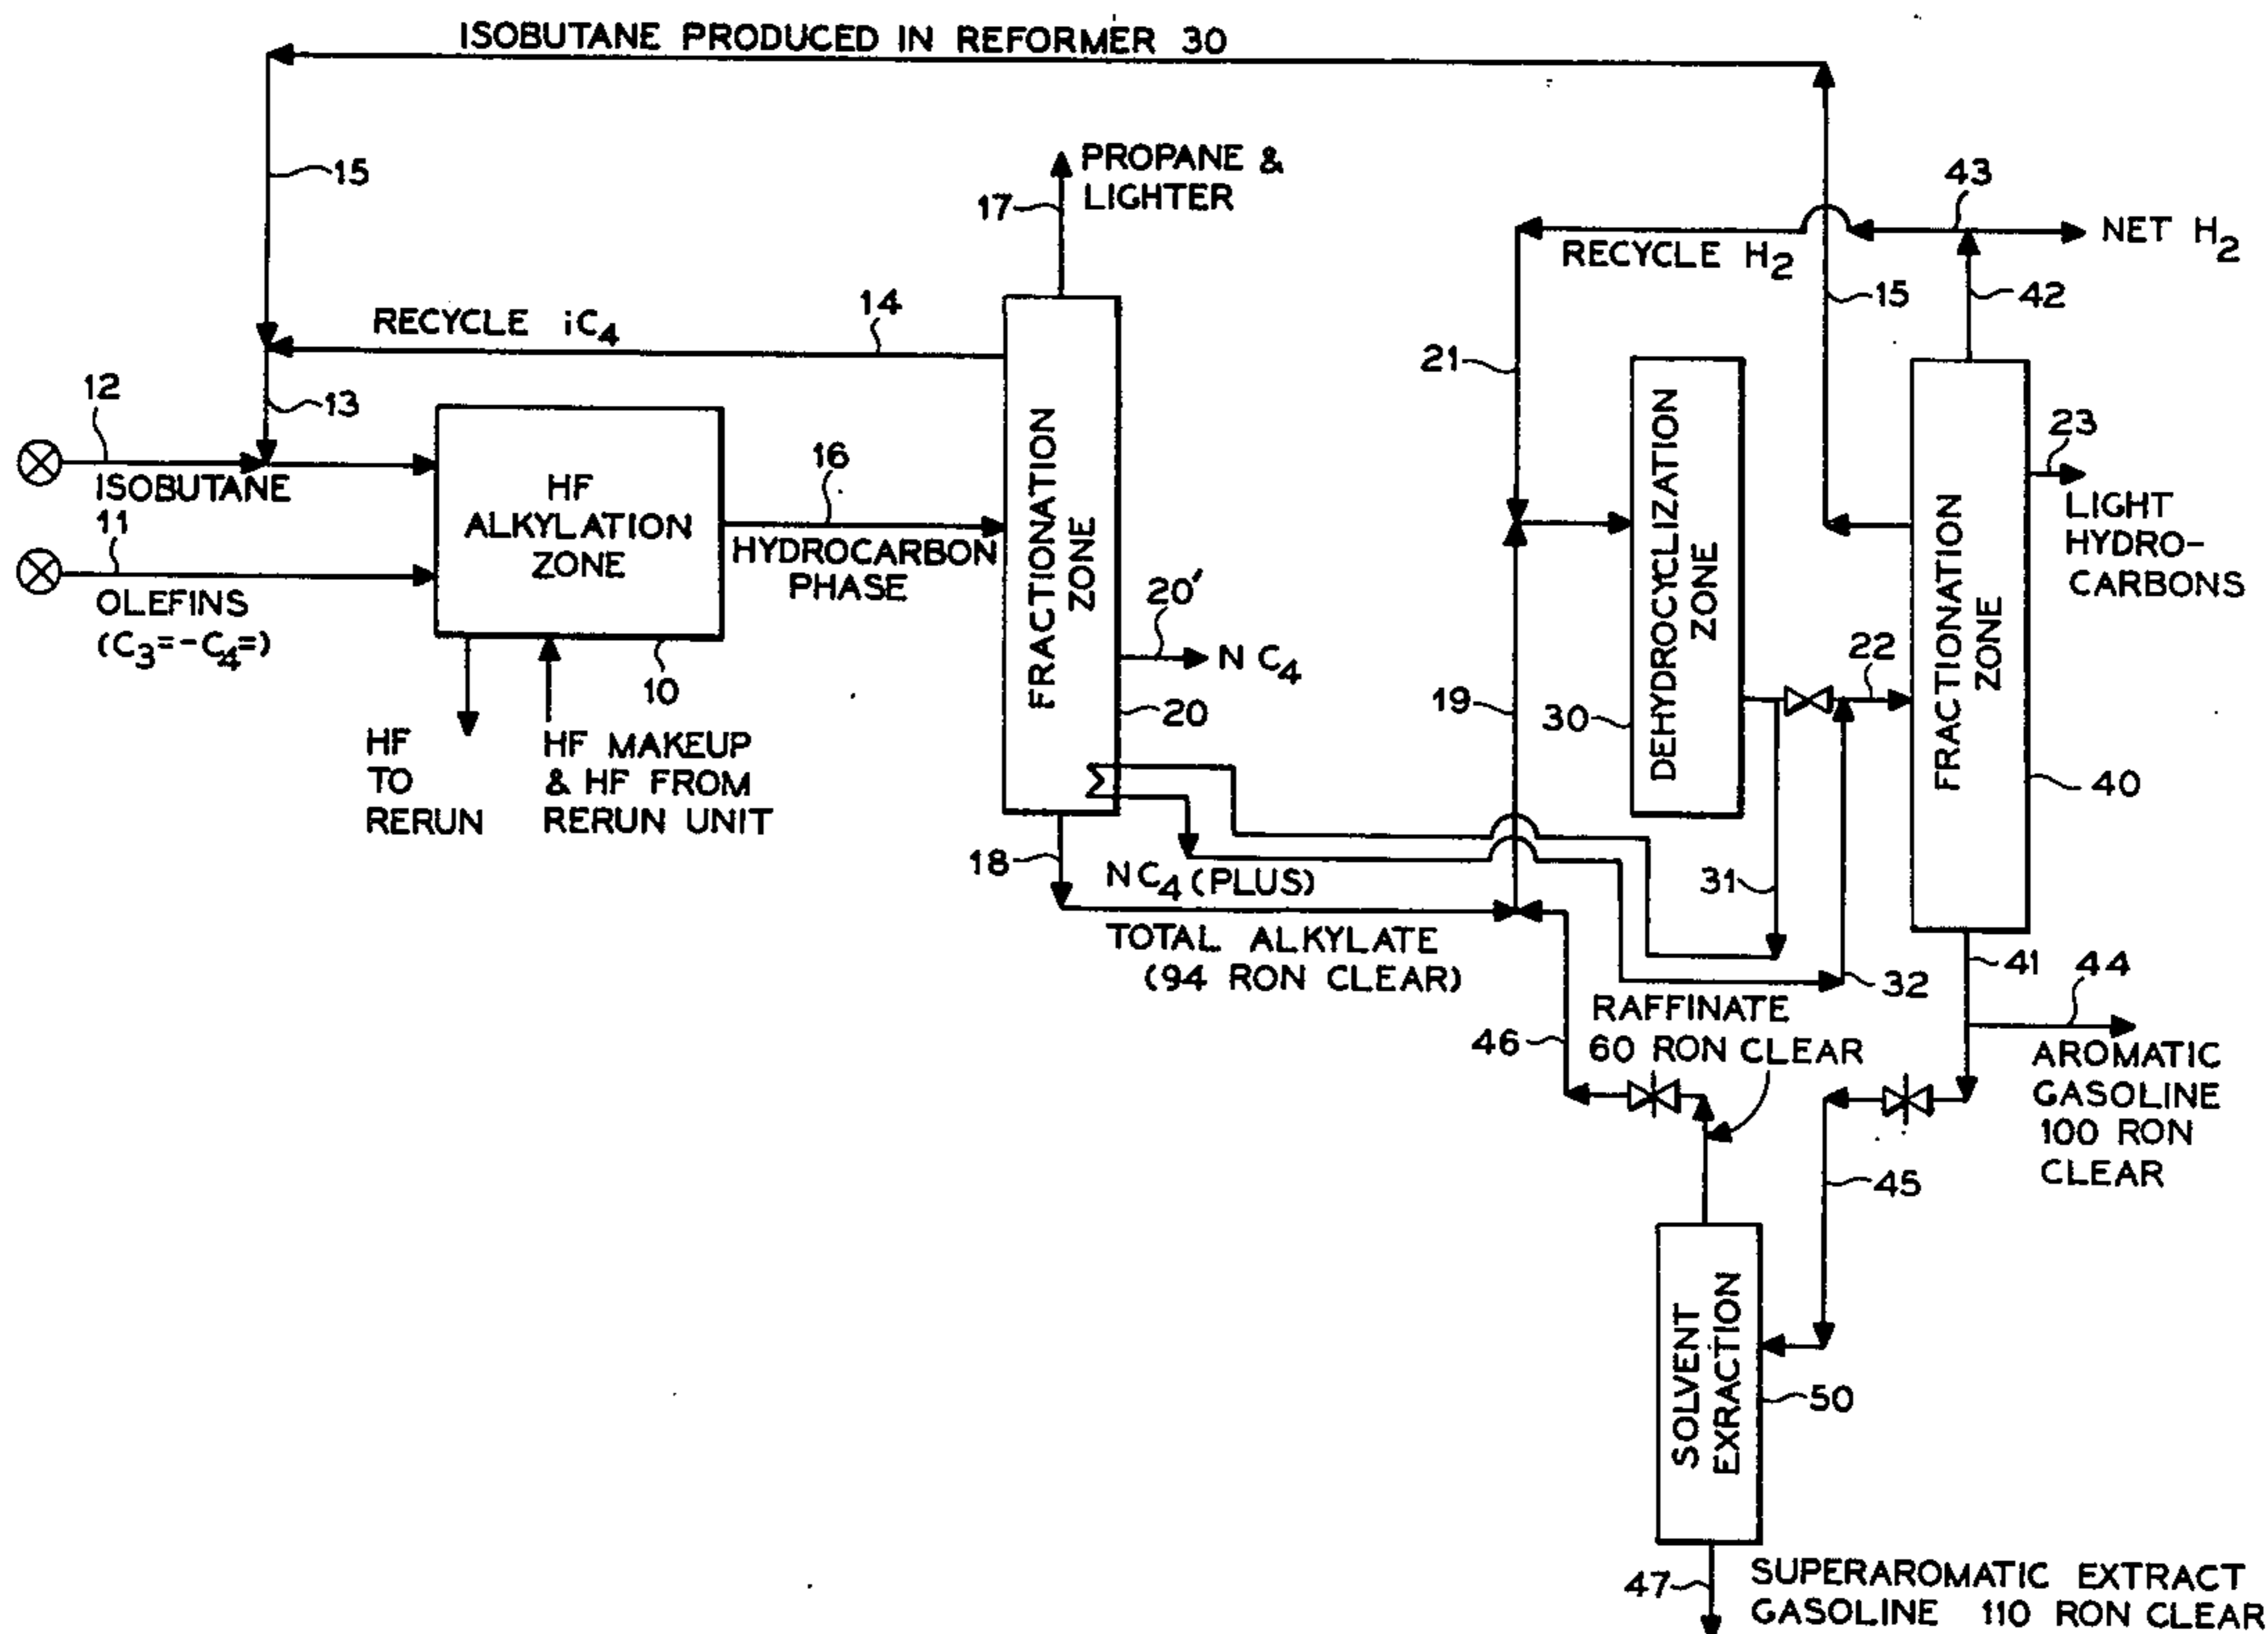 ISOBUTANE PRODUCED IN REFORMER 30
15
17
PROPANE &
LIGHTER
43
NET H2
RECYCLE H2
42
15
RECYCLE iC4
14
21
12
13
23
ISOBUTANE
11
OLEFINS
(C3=-C4=)
HF
ALKYLATION
ZONE
16
HYDROCARBON
PHASE
10
HF
TO
RERUN
HF MAKEUP
& HF FROM
RERUN UNIT
FRACTIONATION
ZONE
20'
NC4
20
18
NC4 (PLUS)
TOTAL ALKYLATE
(94 RON CLEAR)
19
30
DEHYDROCYCLIZATION
ZONE
22
31
32
FRACTIONATION
ZONE
LIGHT
HYDRO-
CARBONS
40
41
44
AROMATIC
GASOLINE
100 RON
CLEAR
RAFFINATE
60 RON CLEAR
46
45
SOLVENT
EXRACTION
50
47
SUPERAROMATIC EXTRACT
GASOLINE 110 RON CLEAR